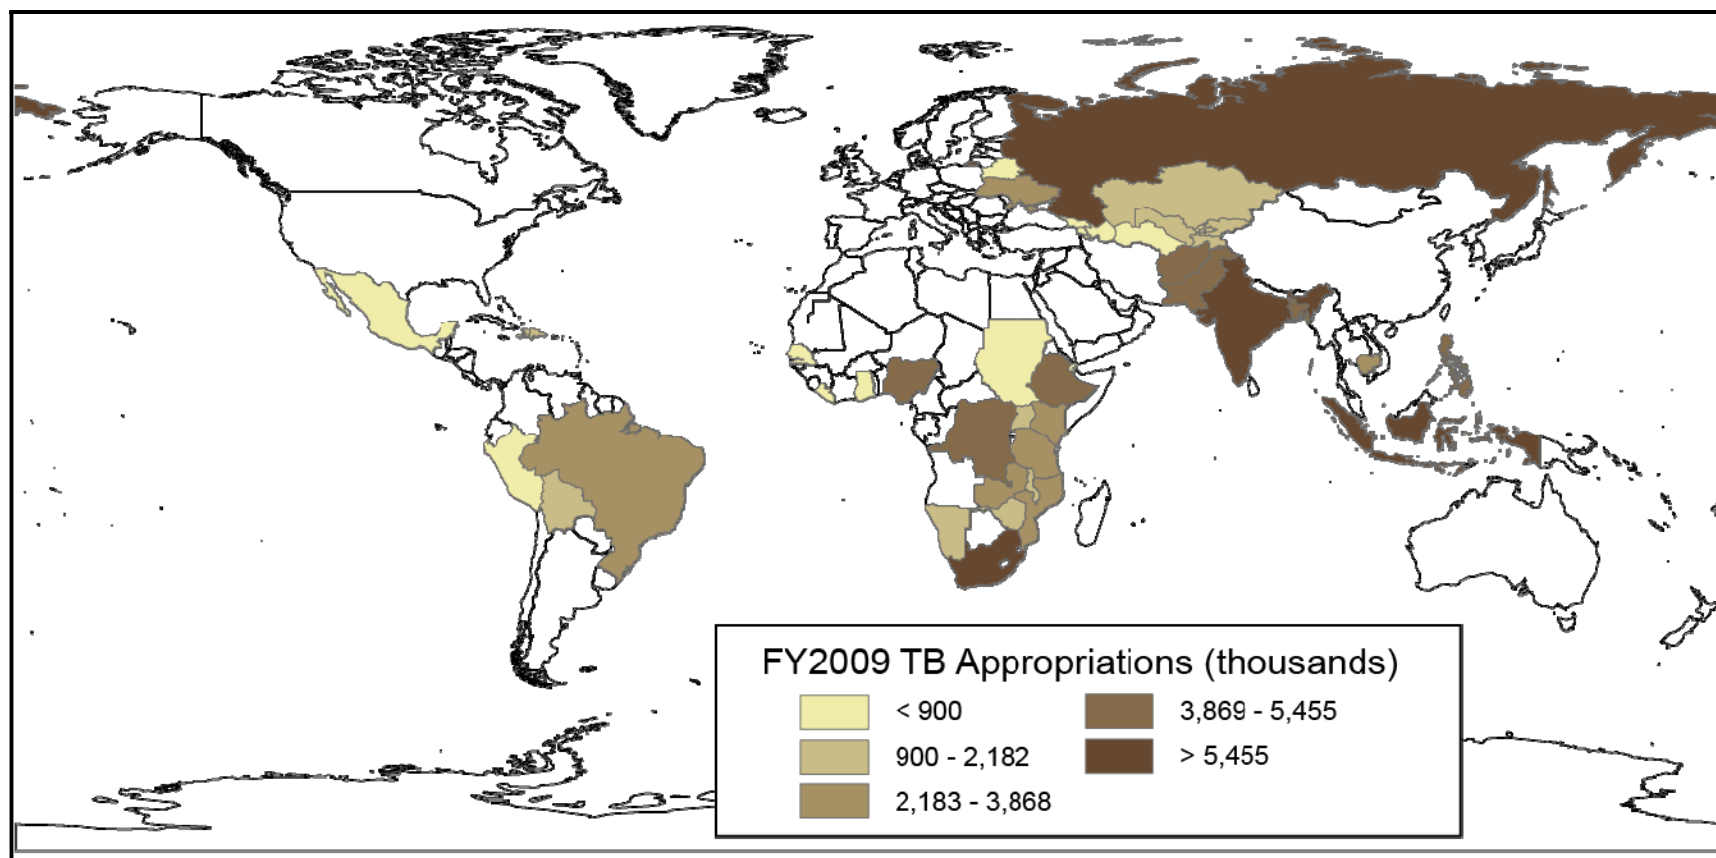 FY2009 TB Appropriations (thousands)
< 900
900 - 2,182
2,183 - 3,868
3,869 - 5,455
> 5,455